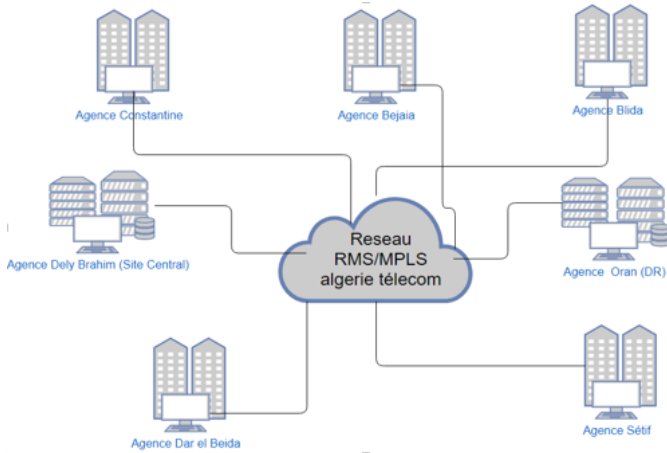 Agence Constantine
Agence Bejaia
Agence Blida
Agence Dely Brahim (Site Central)
Reseau
RMS/MPLS
algerie télecom
Agence Oran (DR)
Agence Dar el Beida
Agence Sétif